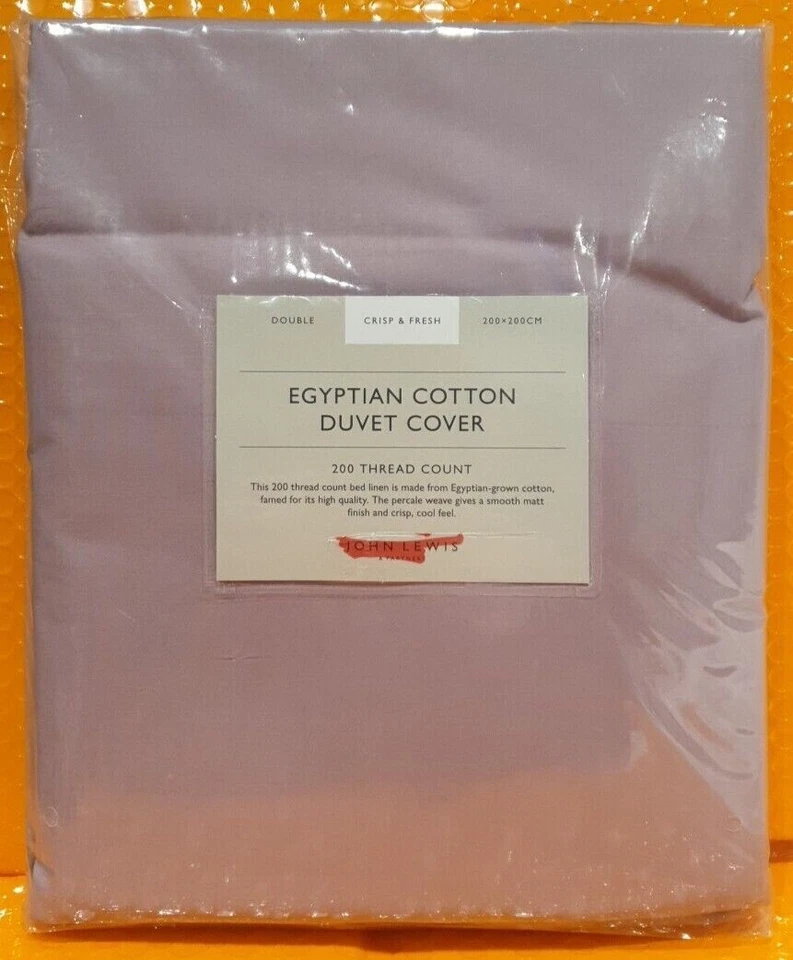 DOUBLE CRISP & FRESH 200×200CM
EGYPTIAN COTTON
DUVET COVER
200 THREAD COUNT
This 200 thread count bed linen is made from Egyptian-grown cotton,
famed for its high quality. The percale weave gives a smooth matt
finish and crisp, cool feel.
JOHN LEWIS
& PARTNERS